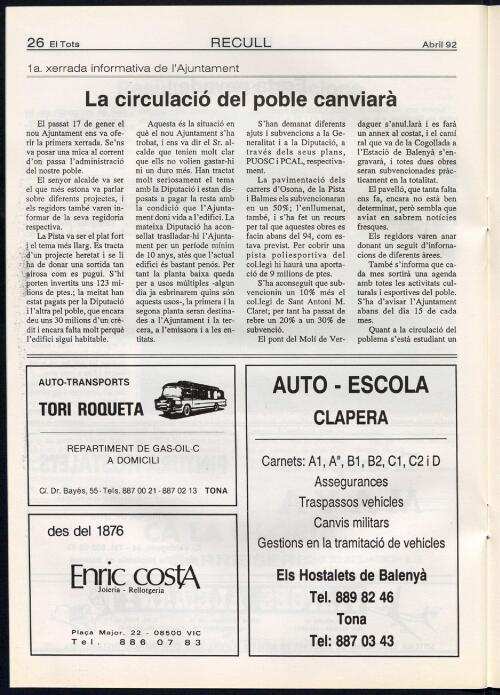 26 El Tots
RECULL
Abril 92
1a. xerrada informativa de l'Ajuntament
La circulació del poble canviarà
El passat 17 de gener el
nou Ajuntament ens va ofe-
rir la primera xerrada. Se'ns
va posar una mica al corrent
d'on passa l'administració
del nostre poble.
El senyor alcalde va ser
el que més estona va parlar
sobre diferents projectes, i
els regidors també varen in-
formar de la seva regidoria
respectiva.
La Pista va ser el plat fort
i el tema més llarg. Es tracta
d'un projecte heretat i se li
ha de donar una sortida tan
airosa com es pugui. S'hi
porten invertits uns 123 mi-
lions de ptes.; la meitat han
estat pagats per la Diputació
i l'altra pel poble, que encara
deu uns 30 milions d'un crè-
dit i encara falta molt perquè
l'edifici sigui habitable.
Aquesta és la situació en
què el nou Ajuntament s'ha
trobat, i ens va dir el Sr. al-
calde que tenien molt clar
que ells no volien gastar-hi
ni un duro més. Han tractat
molt seriosament el tema
amb la Diputació i estan dis-
posats a pagar la resta amb
la condició que l'Ajunta-
ment doni vida a l'edifici. La
mateixa Diputació ha acon-
sellat traslladar-hi l'Ajunta-
ment per un període mínim
de 10 anys, atès que l'actual
edifici és bastant penós. Per
tant la planta baixa queda
per a usos múltiples -algun
dia ja esbrinarem quins són
aquests usos-, la primera i la
segona planta seran destina-
des a l'Ajuntament i la ter-
cera, a l'emissora i a les en-
titats.
S'han demanat diferents
ajuts i subvencions a la Ge-
neralitat i a la Diputació, a
través dels seus plans,
PUOSC i PCAL, respectiva-
ment.
La pavimentació dels
carrers d'Osona, de la Pista
i Balmes els subvencionaran
en un 50%; l'enllumenat,
també, i s'ha fet un recurs
per tal que aquestes obres es
facin abans del 94, com es-
tava previst. Per cobrir una
pista poliesportiva del
col.legi hi haurà una aporta-
ció de 9 milions de ptes.
S'ha aconseguit que sub-
vencionin un 10% més el
col.legi de Sant Antoni M.
Claret; per tant ha passat de
rebre un 20% a un 30% de
subvenció.
El pont del Molí de Ver-
daguer s'anul.larà i es farà
un annex al costat, i el camí
ral que va de la Cogollada a
l'Estació de Balenyà s'en-
gravarà, i totes dues obres
seran subvencionades pràc-
ticament en la totalitat.
El pavelló, que tanta falta
ens fa, encara no està ben
determinat, però sembla que
aviat en sabrem notícies
fresques.
Els regidors varen anar
donant un seguit d'informa-
cions de diferents àrees.
També s'informa que ca-
da mes sortirà una agenda
amb totes les activitats cul-
turals i esportives del poble.
S'ha d'avisar l'Ajuntament
abans del dia 15 de cada
mes.
Quant a la circulació del
poblema s'està estudiant un
AUTO-TRANSPORTS
TORI ROQUETA
REPARTIMENT DE GAS-OIL-C
A DOMICILI
C/. Dr. Bayès, 55 - Tels. 887 00 21 - 887 02 13 TONA
des del 1876
Enric costA
Joieria - Rellotgeria
Plaça Major, 22 - 08500 VIC
Tel. 886 07 83
AUTO - ESCOLA
CLAPERA
Carnets: A1, A", B1, B2, C1, C2 i D
Assegurances
Traspassos vehicles
Canvis militars
Gestions en la tramitació de vehicles
Els Hostalets de Balenyà
Tel. 889 82 46
Tona
Tel: 887 03 43